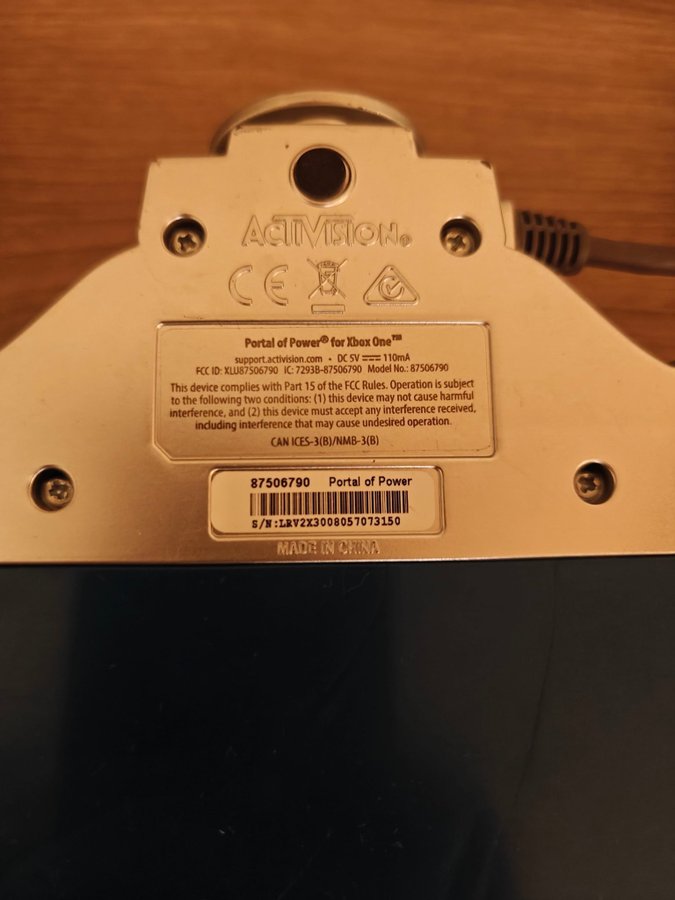 ACTIVISION®
CE
Portal of Power® for Xbox One™
support.activision.com • DC 5V ⎓ 110mA
FCC ID: XLU87506790 IC: 7293B-87506790 Model No.: 87506790
This device complies with Part 15 of the FCC Rules. Operation is subject
to the following two conditions: (1) this device may not cause harmful
interference, and (2) this device must accept any interference received,
including interference that may cause undesired operation.
CAN ICES-3(B)/NMB-3(B)
87506790 Portal of Power
S/N:LRV2X3008057073150
MADE IN CHINA